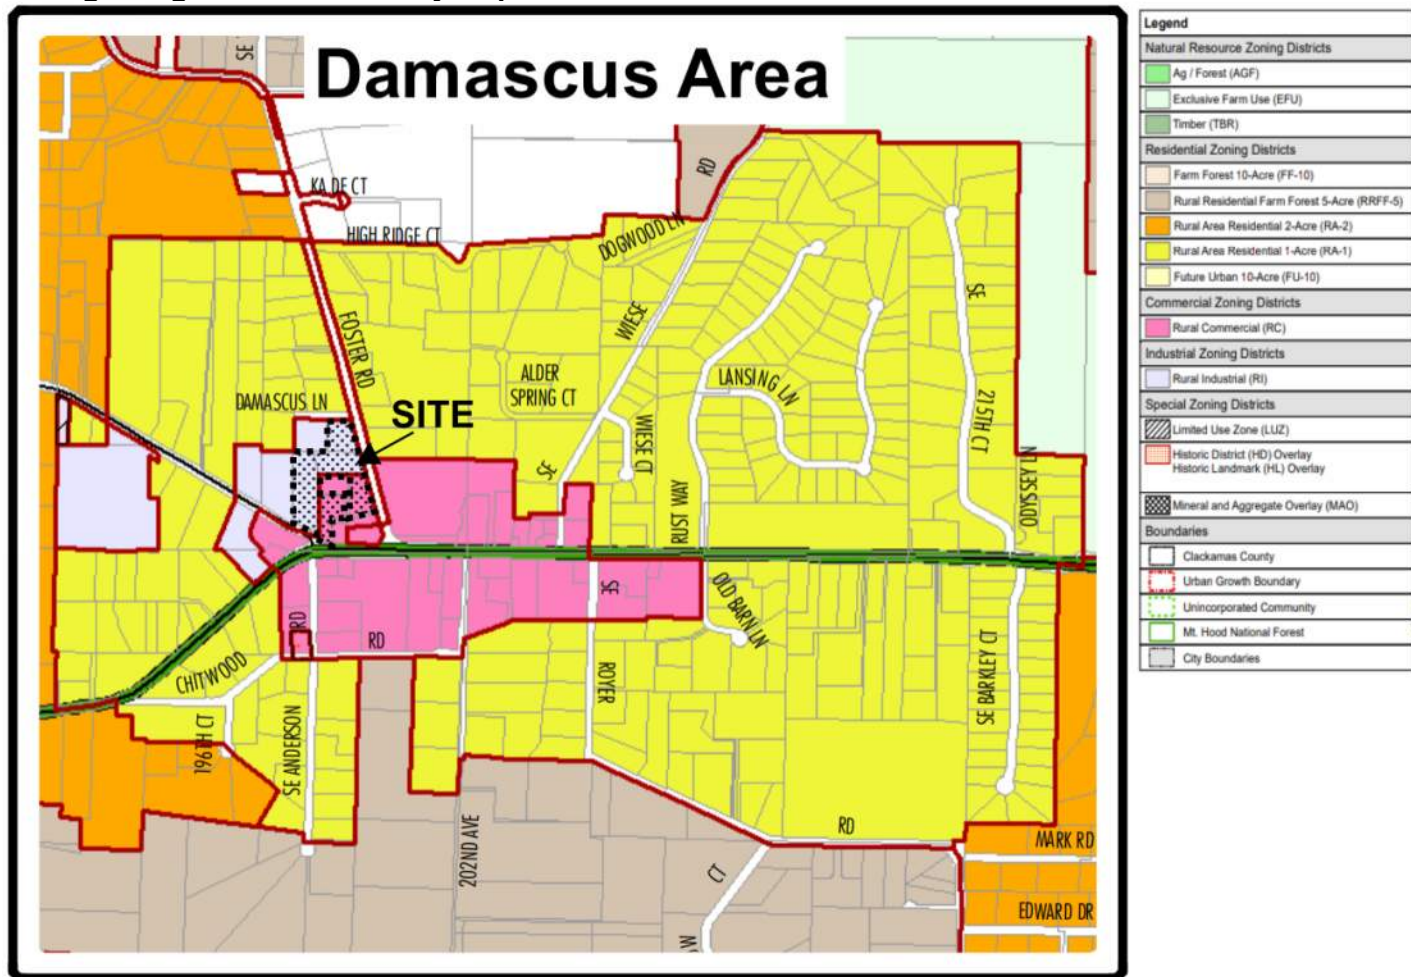 Damascus Area
SE
KA DE CT
HIGH RIDGE CT
RD
DOGWOOD LN
FOSTER RD
WIESE
SE
ALDER
SPRING CT
LANSING LN
DAMASCUS LN
SITE
WIESE CT
215TH CT
SE
RUST WAY
ODYSSEY LN
OLD BARN LN
SE
RD
RD
CHITWOOD
ROYER
SE BARKLEY CT
196TH CT
SE ANDERSON
202ND AVE
RD
MARK RD
CT
EDWARD DR
Legend
Natural Resource Zoning Districts
Ag / Forest (AGF)
Exclusive Farm Use (EFU)
Timber (TBR)
Residential Zoning Districts
Farm Forest 10-Acre (FF-10)
Rural Residential Farm Forest 5-Acre (RRFF-5)
Rural Area Residential 2-Acre (RA-2)
Rural Area Residential 1-Acre (RA-1)
Future Urban 10-Acre (FU-10)
Commercial Zoning Districts
Rural Commercial (RC)
Industrial Zoning Districts
Rural Industrial (RI)
Special Zoning Districts
Limited Use Zone (LUZ)
Historic District (HD) Overlay
Historic Landmark (HL) Overlay
Mineral and Aggregate Overlay (MAO)
Boundaries
Clackamas County
Urban Growth Boundary
Unincorporated Community
Mt. Hood National Forest
City Boundaries